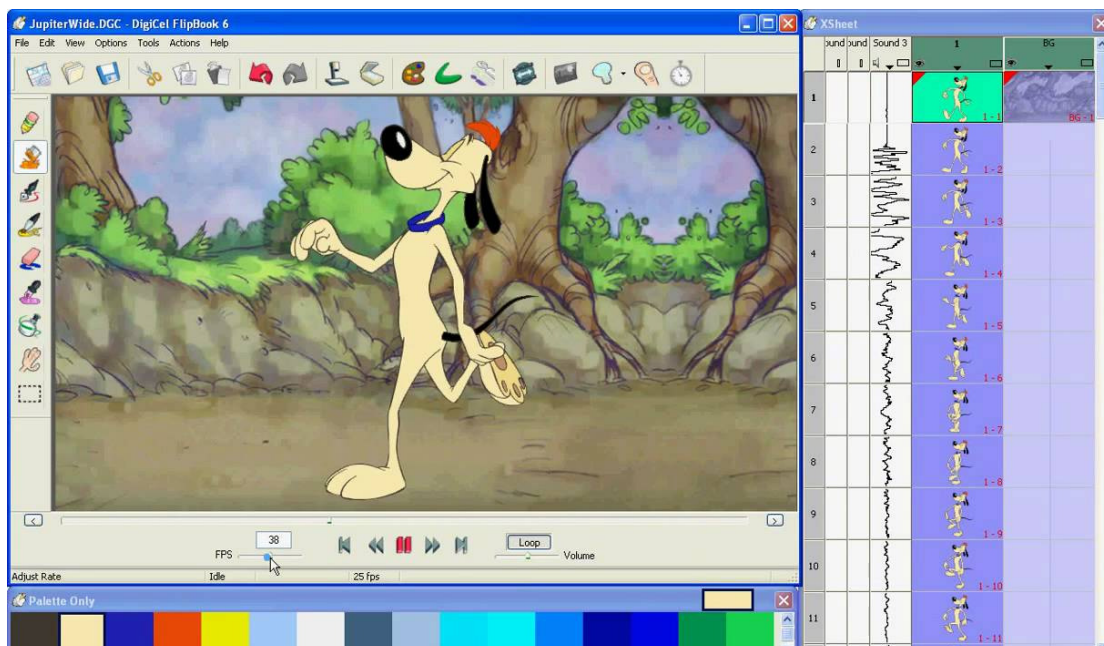 JupiterWide.DGC - DigiCel FlipBook 6
File Edit View Options Tools Actions Help
38
FPS
Loop
Volume
Adjust Rate Idle 25 fps
Palette Only
XSheet
ound ound Sound 3 1 BG
1 1 - 1 BG - 1
2 1 - 2
3 1 - 3
4 1 - 4
5 1 - 5
6 1 - 6
7 1 - 7
8 1 - 8
9 1 - 9
10 1 - 10
11 1 - 11